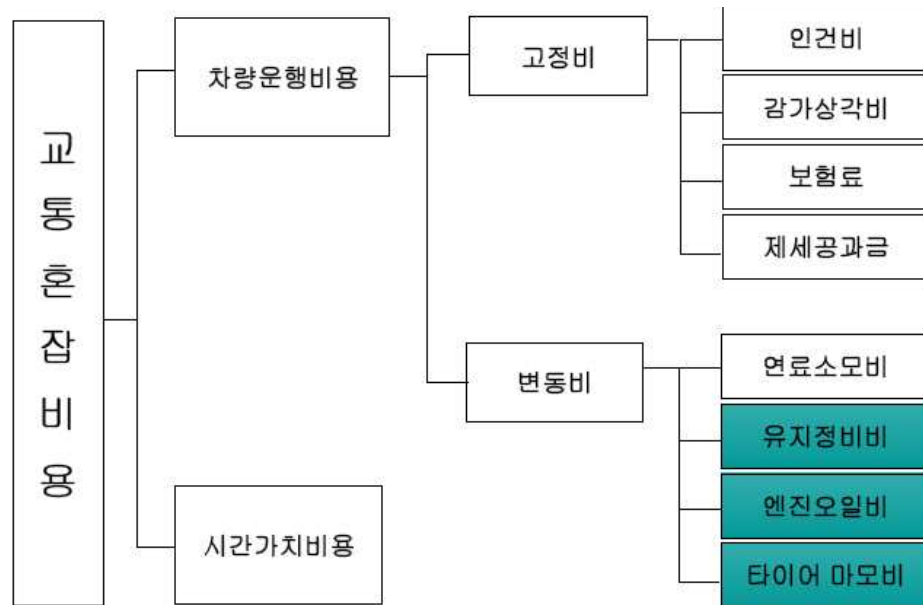 교통혼잡비용
차량운행비용
고정비
인건비
감가상각비
보험료
제세공과금
변동비
연료소모비
유지정비비
엔진오일비
타이어 마모비
시간가치비용